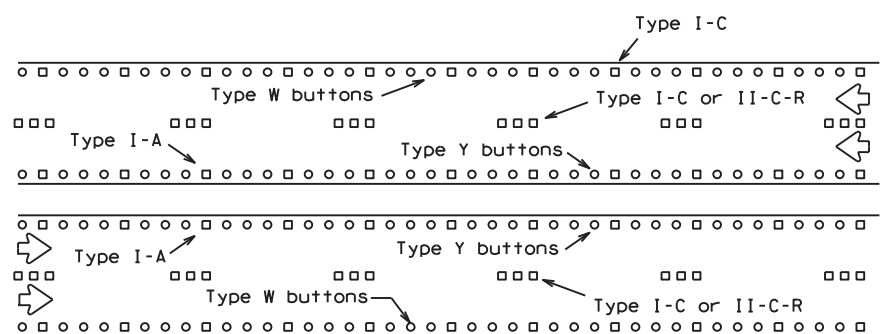 Type I-C
Type W buttons
Type I-C or II-C-R
Type I-A
Type Y buttons
Type I-A
Type Y buttons
Type W buttons
Type I-C or II-C-R